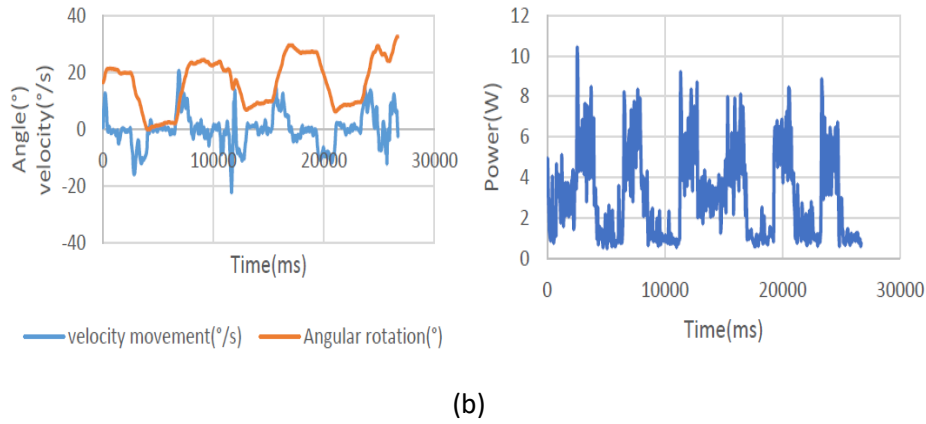 40
20
0
-20
-40
0
10000
20000
30000
Angle(°)
velocity(°/s)
Time(ms)
velocity movement(°/s)
Angular rotation(°)
12
10
8
6
4
2
0
0
10000
20000
30000
Power(W)
Time(ms)
(b)